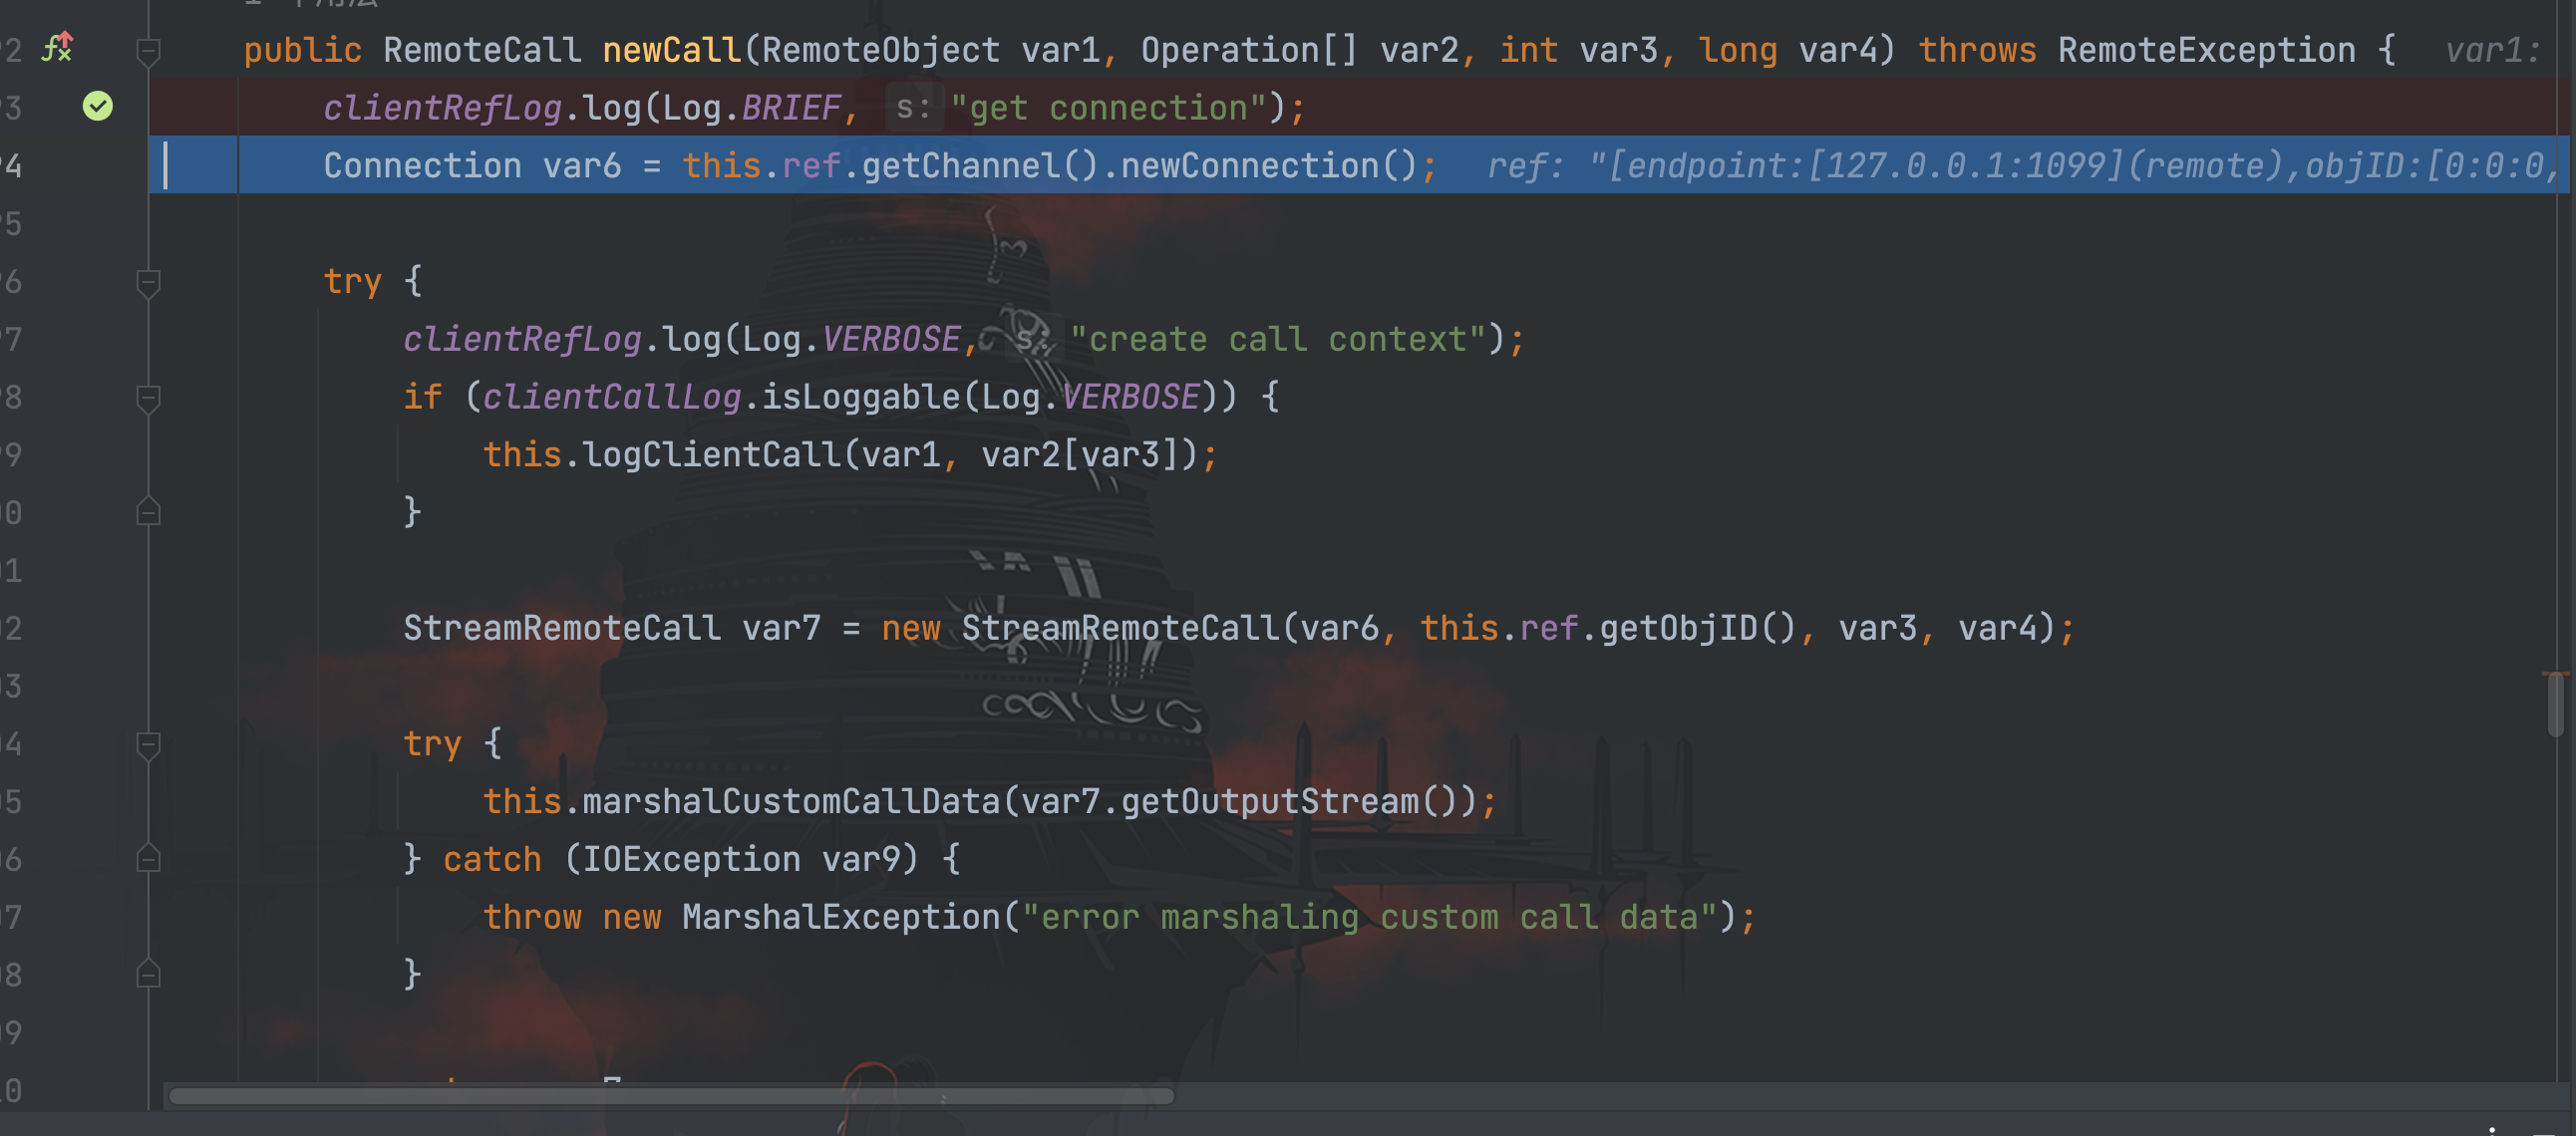 2 public RemoteCall newCall(RemoteObject var1, Operation[] var2, int var3, long var4) throws RemoteException { var1:
3 clientRefLog.log(Log.BRIEF, s: "get connection");
4 Connection var6 = this.ref.getChannel().newConnection(); ref: "[endpoint:[127.0.0.1:1099](remote),objID:[0:0:0,
5
6 try {
7 clientRefLog.log(Log.VERBOSE, s: "create call context");
8 if (clientCallLog.isLoggable(Log.VERBOSE)) {
9 this.logClientCall(var1, var2[var3]);
0 }
1
2 StreamRemoteCall var7 = new StreamRemoteCall(var6, this.ref.getObjID(), var3, var4);
3
4 try {
5 this.marshalCustomCallData(var7.getOutputStream());
6 } catch (IOException var9) {
7 throw new MarshalException("error marshaling custom call data");
8 }
9
0